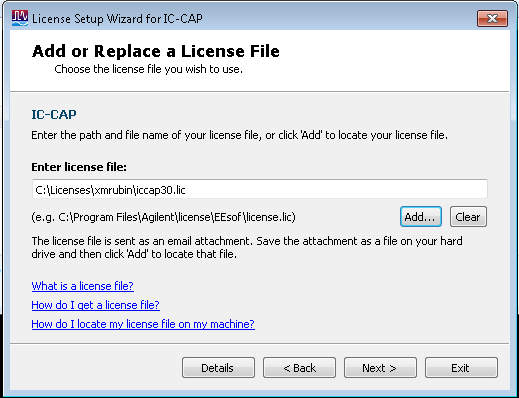 License Setup Wizard for IC-CAP
Add or Replace a License File
Choose the license file you wish to use.
IC-CAP
Enter the path and file name of your license file, or click 'Add' to locate your license file.
Enter license file:
C:\Licenses\xmrubin\iccap30.lic
(e.g. C:\Program Files\Agilent\license\EEsof\license.lic)
Add...
Clear
The license file is sent as an email attachment. Save the attachment as a file on your hard
drive and then click 'Add' to locate that file.
What is a license file?
How do I get a license file?
How do I locate my license file on my machine?
Details
< Back
Next >
Exit